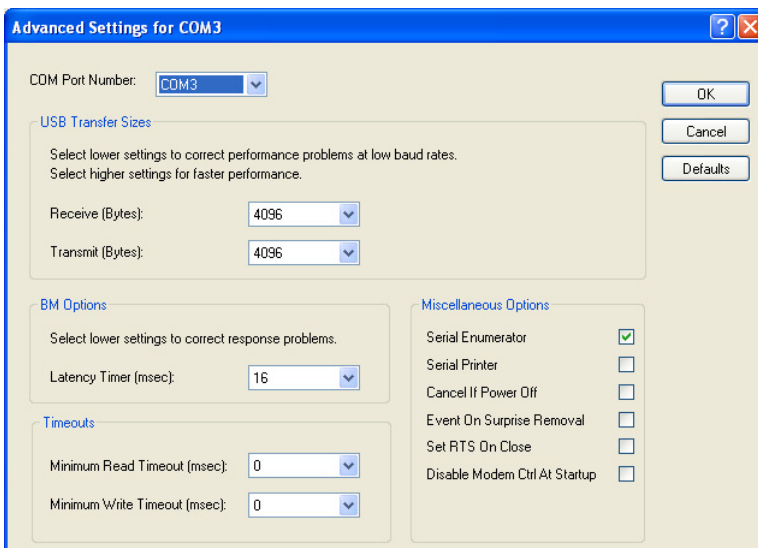 Advanced Settings for COM3
COM Port Number: COM3
OK
Cancel
Defaults
USB Transfer Sizes
Select lower settings to correct performance problems at low baud rates.
Select higher settings for faster performance.
Receive (Bytes): 4096
Transmit (Bytes): 4096
BM Options
Select lower settings to correct response problems.
Latency Timer (msec): 16
Timeouts
Minimum Read Timeout (msec): 0
Minimum Write Timeout (msec): 0
Miscellaneous Options
Serial Enumerator
Serial Printer
Cancel If Power Off
Event On Surprise Removal
Set RTS On Close
Disable Modem Ctrl At Startup